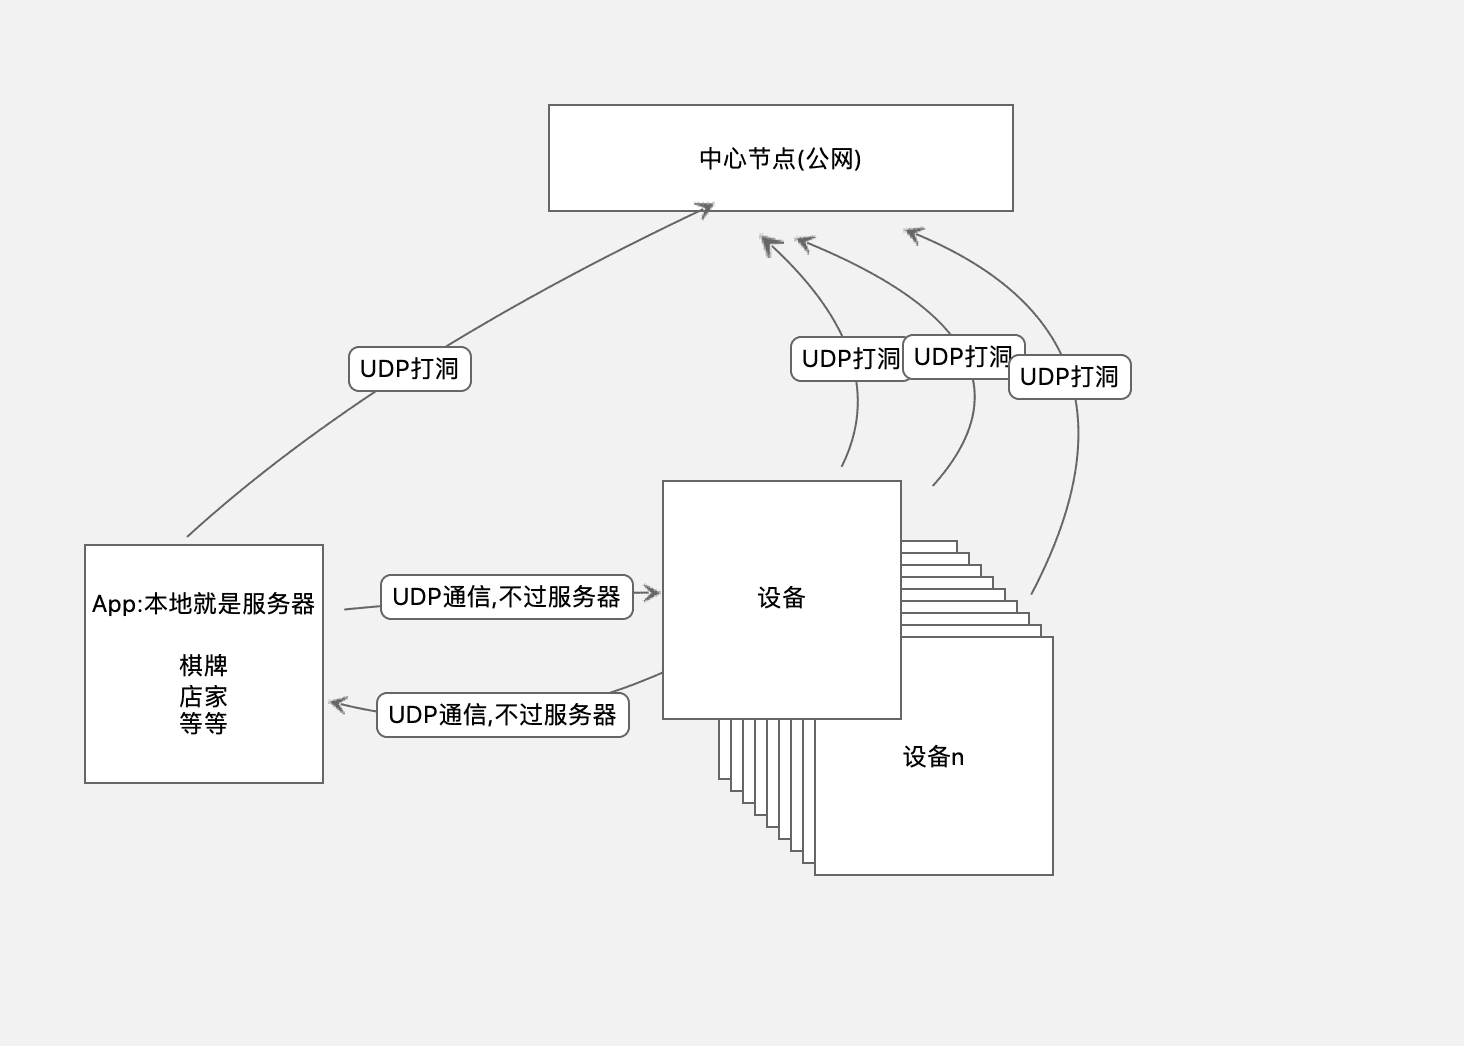 中心节点(公网)
UDP打洞
UDP打洞
UDP打洞
UDP打洞
App:本地就是服务器
棋牌
店家
等等
UDP通信,不过服务器
UDP通信,不过服务器
设备
设备n